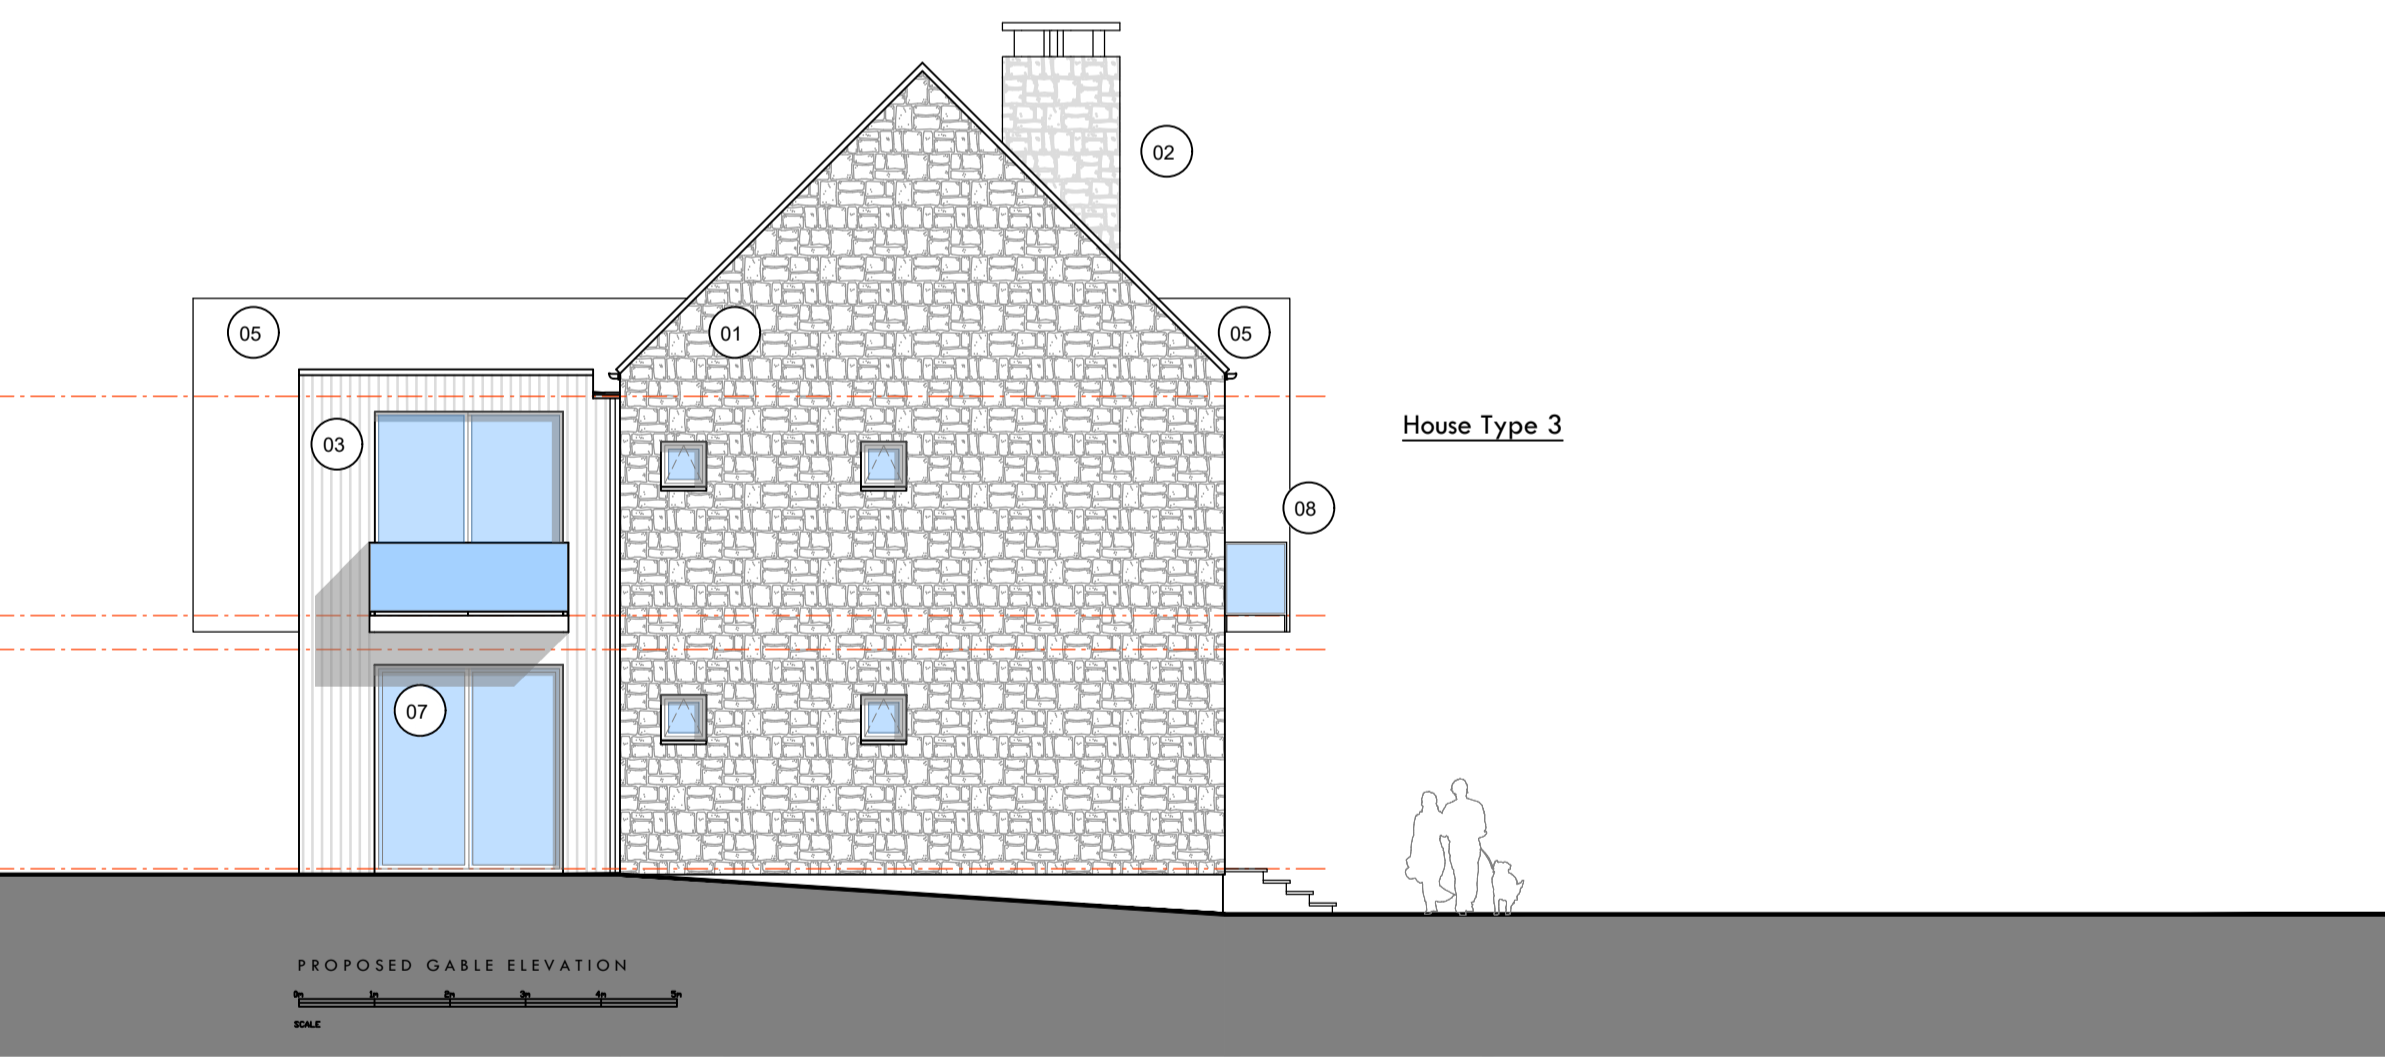 02
05
01
05
03
House Type 3
08
07
PROPOSED GABLE ELEVATION
0m 1m 2m 3m 4m 5m
SCALE